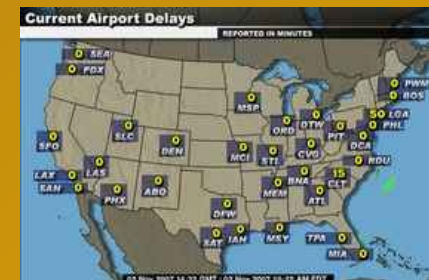 Current Airport Delays
REPORTED IN MINUTES
0 SEA
0 PDX
0 PWM
0 BOS
0 MSP
50 LGA
0 PHL
0 ORD
0 DTW
0 PIT
0 DCA
0 SFO
0 SLC
0 DEN
0 MCI
0 STL
0 CVG
0 RDU
0 LAX
0 LAS
0 SAN
0 PHX
0 ABQ
0 MEM
0 BNA
15 CLT
0 ATL
0 DFW
0 SAT
0 IAH
0 MSY
TPA 0
MIA 0